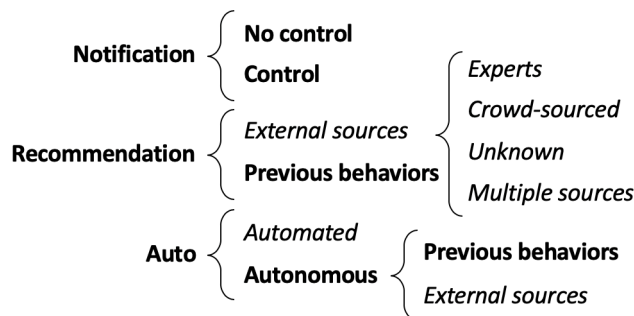 Notification
No control
Control
Recommendation
External sources
Previous behaviors
Experts
Crowd-sourced
Unknown
Multiple sources
Auto
Automated
Autonomous
Previous behaviors
External sources